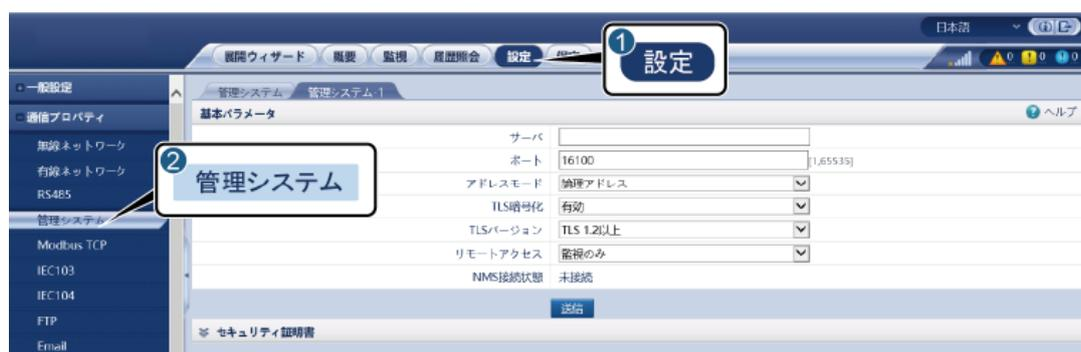 日本語
展開ウィザード 概要 監視 履歴照会 設定
1 設定
0 0 0
一般設定
管理システム 管理システム-1
通信プロパティ
基本パラメータ ヘルプ
無線ネットワーク
サーバ
有線ネットワーク
ポート 16100 [1,65535]
2 管理システム
RS485
アドレスモード 論理アドレス
TLS暗号化 有効
管理システム
TLSバージョン TLS 1.2以上
Modbus TCP
リモートアクセス 監視のみ
IEC103
NMS接続状態 未接続
IEC104
送信
FTP
セキュリティ証明書
Email